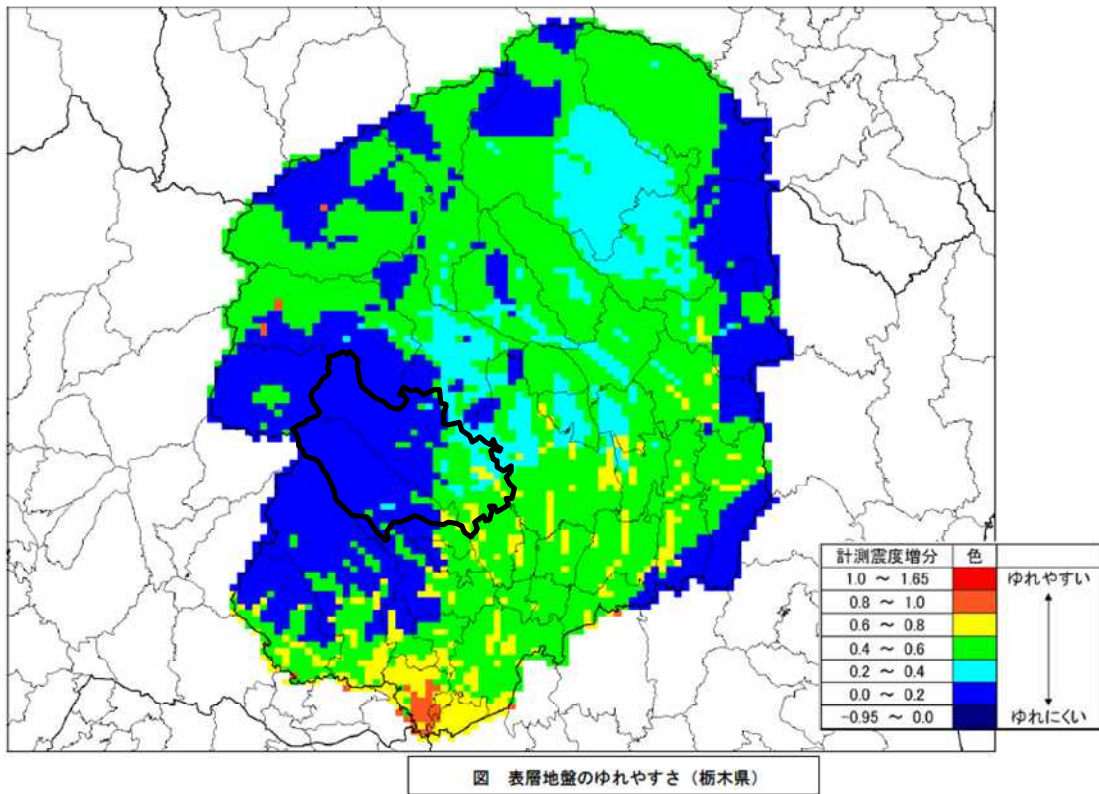 計測震度増分 色
1.0 ～ 1.65 ゆれやすい
0.8 ～ 1.0
0.6 ～ 0.8
0.4 ～ 0.6
0.2 ～ 0.4
0.0 ～ 0.2
-0.95 ～ 0.0 ゆれにくい
図 表層地盤のゆれやすさ（栃木県）